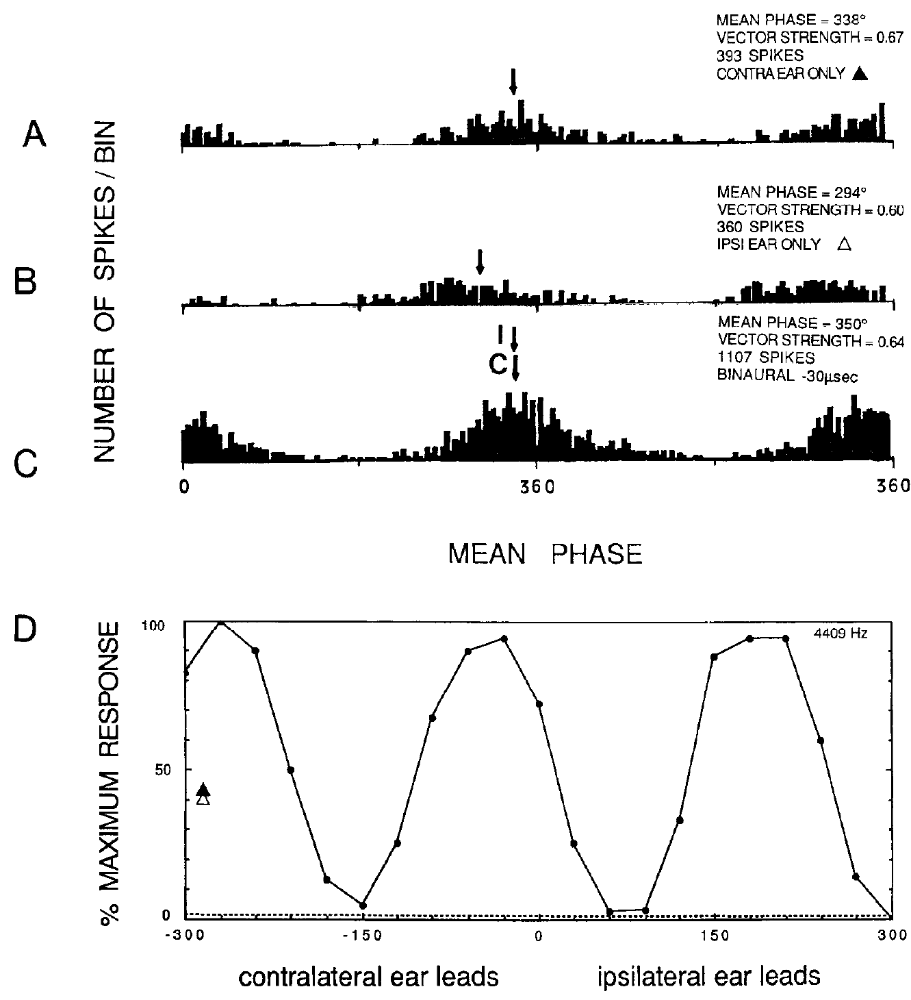 MEAN PHASE = 338°
VECTOR STRENGTH = 0.67
393 SPIKES
CONTRA EAR ONLY ▲
A
NUMBER OF SPIKES / BIN
MEAN PHASE = 294°
VECTOR STRENGTH = 0.60
360 SPIKES
IPSI EAR ONLY △
B
MEAN PHASE – 350°
VECTOR STRENGTH = 0.64
1107 SPIKES
BINAURAL -30µsec
I
C
C
0 360 360
MEAN PHASE
D
% MAXIMUM RESPONSE
100
50
0
4409 Hz
-300 -150 0 150 300
contralateral ear leads ipsilateral ear leads